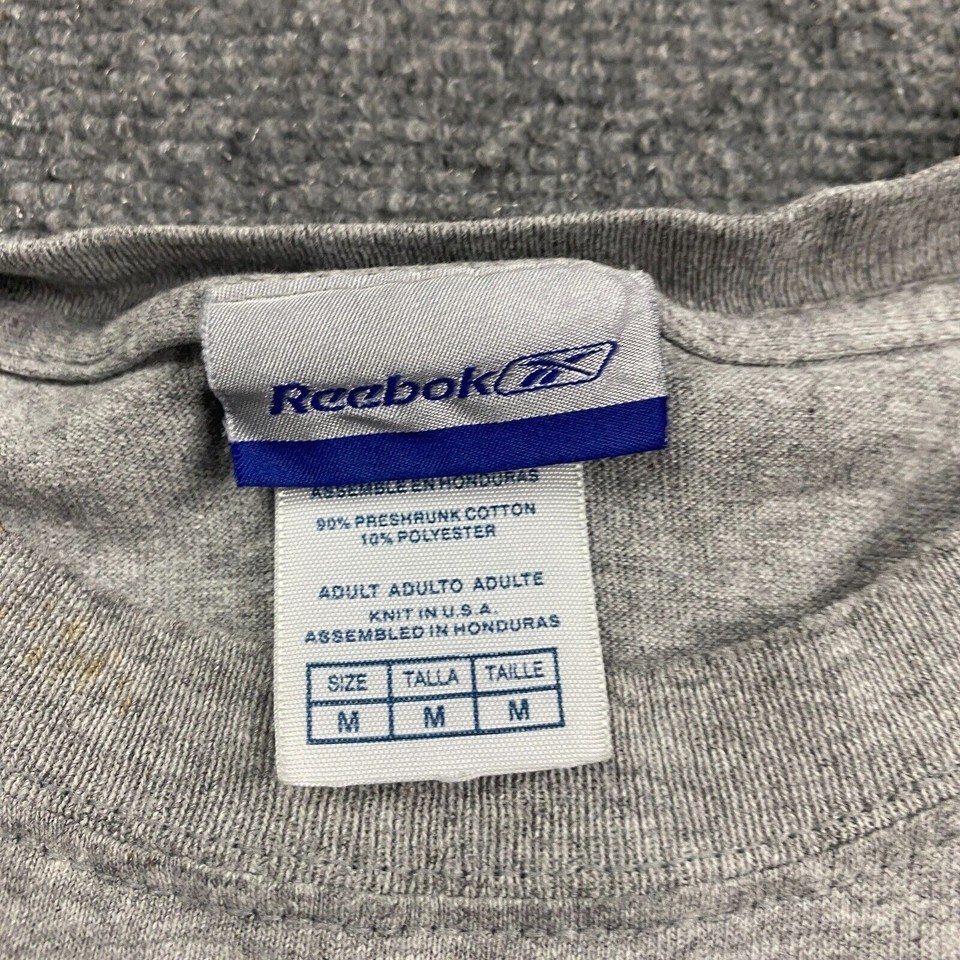 Reebok
ASSEMBLE EN HONDURAS
90% PRESHRUNK COTTON
10% POLYESTER
ADULT ADULTO ADULTE
KNIT IN U.S.A.
ASSEMBLED IN HONDURAS
SIZE TALLA TAILLE
M M M